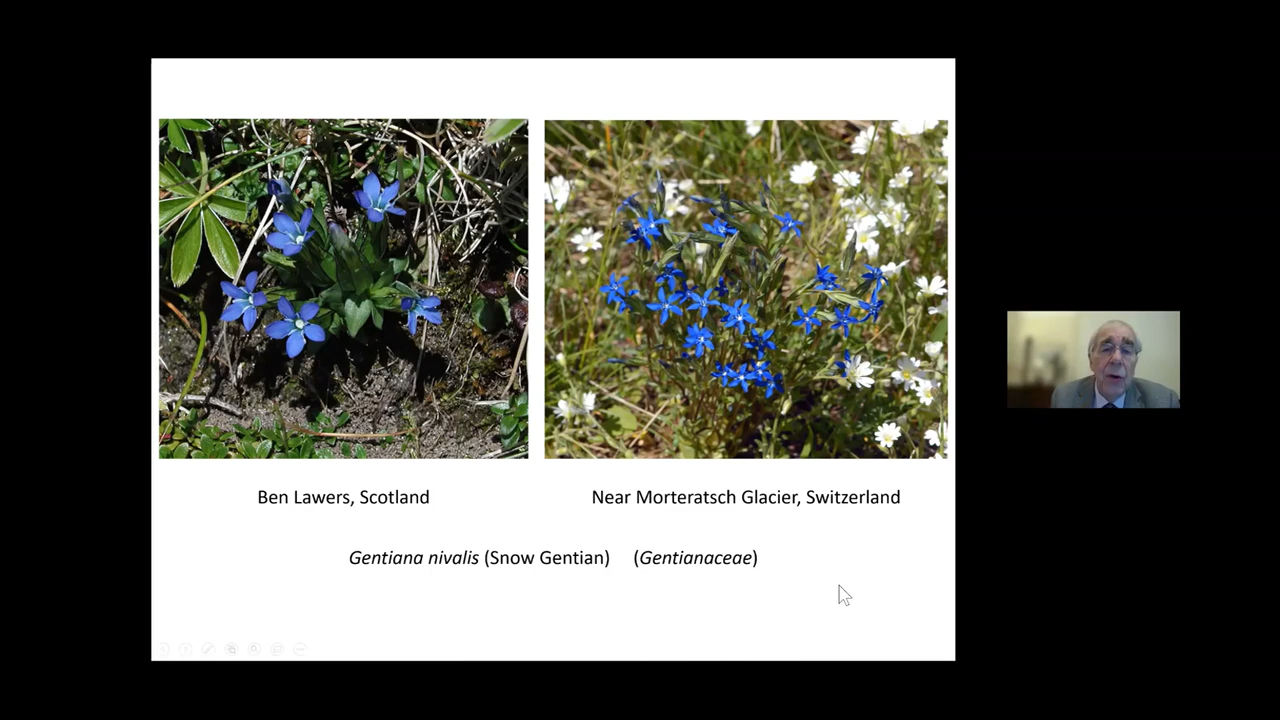 Ben Lawers, Scotland
Near Morteratsch Glacier, Switzerland
Gentiana nivalis (Snow Gentian) (Gentianaceae)